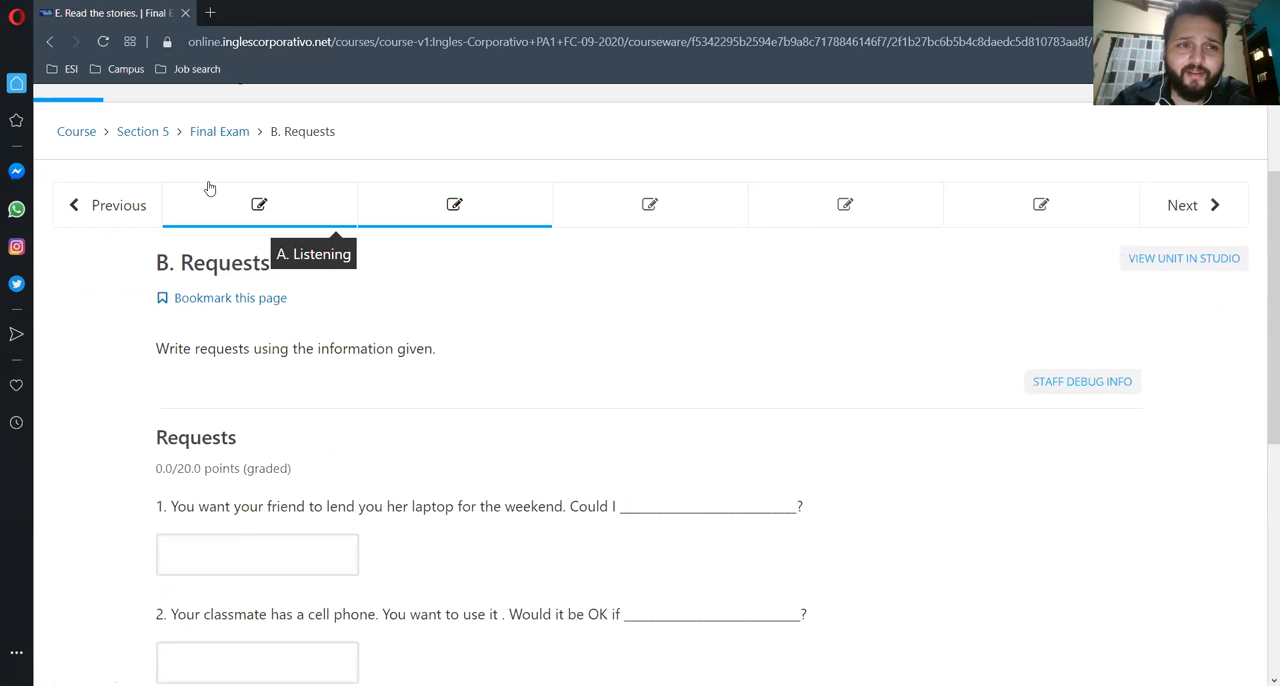 E. Read the stories. | Final E
online.inglescorporativo.net/courses/course-v1:Ingles-Corporativo+PA1+FC-09-2020/courseware/f5342295b2594e7b9a8c7178846146f7/2f1b27bc6b5b4c8daedc5d810783aa8f/
ESI Campus Job search
Course > Section 5 > Final Exam > B. Requests
Previous Next
A. Listening
B. Requests
VIEW UNIT IN STUDIO
Bookmark this page
Write requests using the information given.
STAFF DEBUG INFO
Requests
0.0/20.0 points (graded)
1. You want your friend to lend you her laptop for the weekend. Could I ________________________?
2. Your classmate has a cell phone. You want to use it . Would it be OK if ________________________?